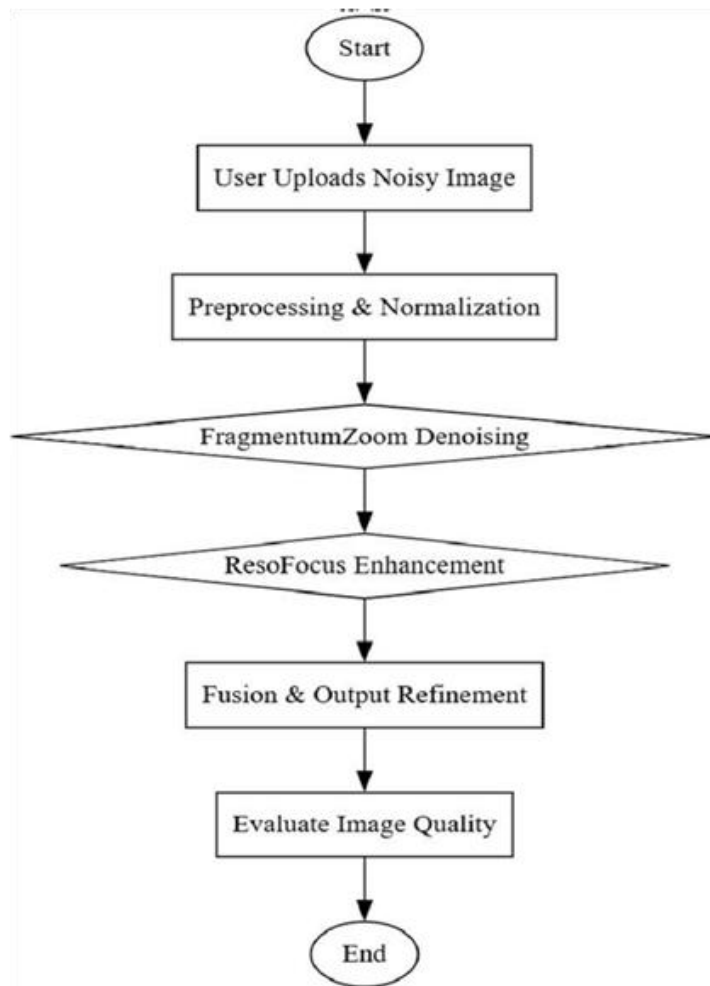 Start
User Uploads Noisy Image
Preprocessing & Normalization
FragmentumZoom Denoising
ResoFocus Enhancement
Fusion & Output Refinement
Evaluate Image Quality
End